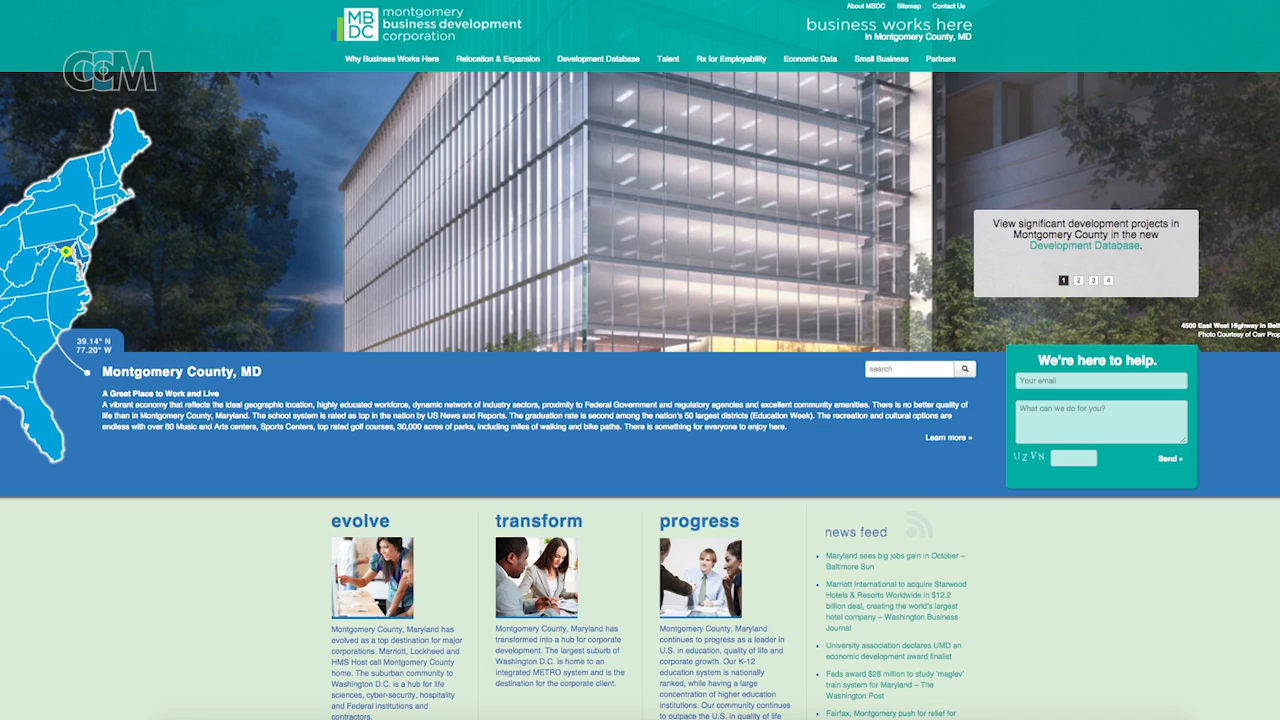 About MBDC Sitemap Contact Us
MB
DC
montgomery
business development
corporation
business works here
in Montgomery County, MD
Why Business Works Here Relocation & Expansion Development Database Talent Rx for Employability Economic Data Small Business Partners
CCM
View significant development projects in
Montgomery County in the new
Development Database.
1 2 3 4
4500 East West Highway in
Photo Courtesy of Carr
39.14° N
77.20° W
Montgomery County, MD
search
A Great Place to Work and Live
A vibrant economy that reflects the ideal geographic location, highly educated workforce, dynamic network of industry sectors, proximity to Federal Government and regulatory agencies and excellent community amenities. There is no better quality of
life than in Montgomery County, Maryland. The school system is rated as top in the nation by US News and Reports. The graduation rate is second among the nation's 50 largest districts (Education Week). The recreation and cultural options are
endless with over 80 Music and Arts centers, Sports Centers, top rated golf courses, 30,000 acres of parks, including miles of walking and bike paths. There is something for everyone to enjoy here.
Learn more »
We're here to help.
Your email
What can we do for you?
UZVN
Send »
evolve
Montgomery County, Maryland has
evolved as a top destination for major
corporations. Marriott, Lockheed and
HMS Host call Montgomery County
home. The suburban community to
Washington D.C. is a hub for life
sciences, cyber-security, hospitality
and Federal institutions and
contractors.
transform
Montgomery County, Maryland has
transformed into a hub for corporate
development. The largest suburb of
Washington D.C. is home to an
integrated METRO system and is the
destination for the corporate client.
progress
Montgomery County, Maryland
continues to progress as a leader in
U.S. in education, quality of life and
corporate growth. Our K-12
education system is nationally
ranked, while having a large
concentration of higher education
institutions. Our county continues
to outpace the U.S. in quality of life
news feed
Maryland sees big jobs gain in October –
Baltimore Sun
Marriott International to acquire Starwood
Hotels & Resorts Worldwide in $12.2
billion deal, creating the world's largest
hotel company – Washington Business
Journal
University association declares UMD an
economic development award finalist
Feds award $28 million to study 'maglev'
train system for Maryland – The
Washington Post
Fairfax, Montgomery push for relief for